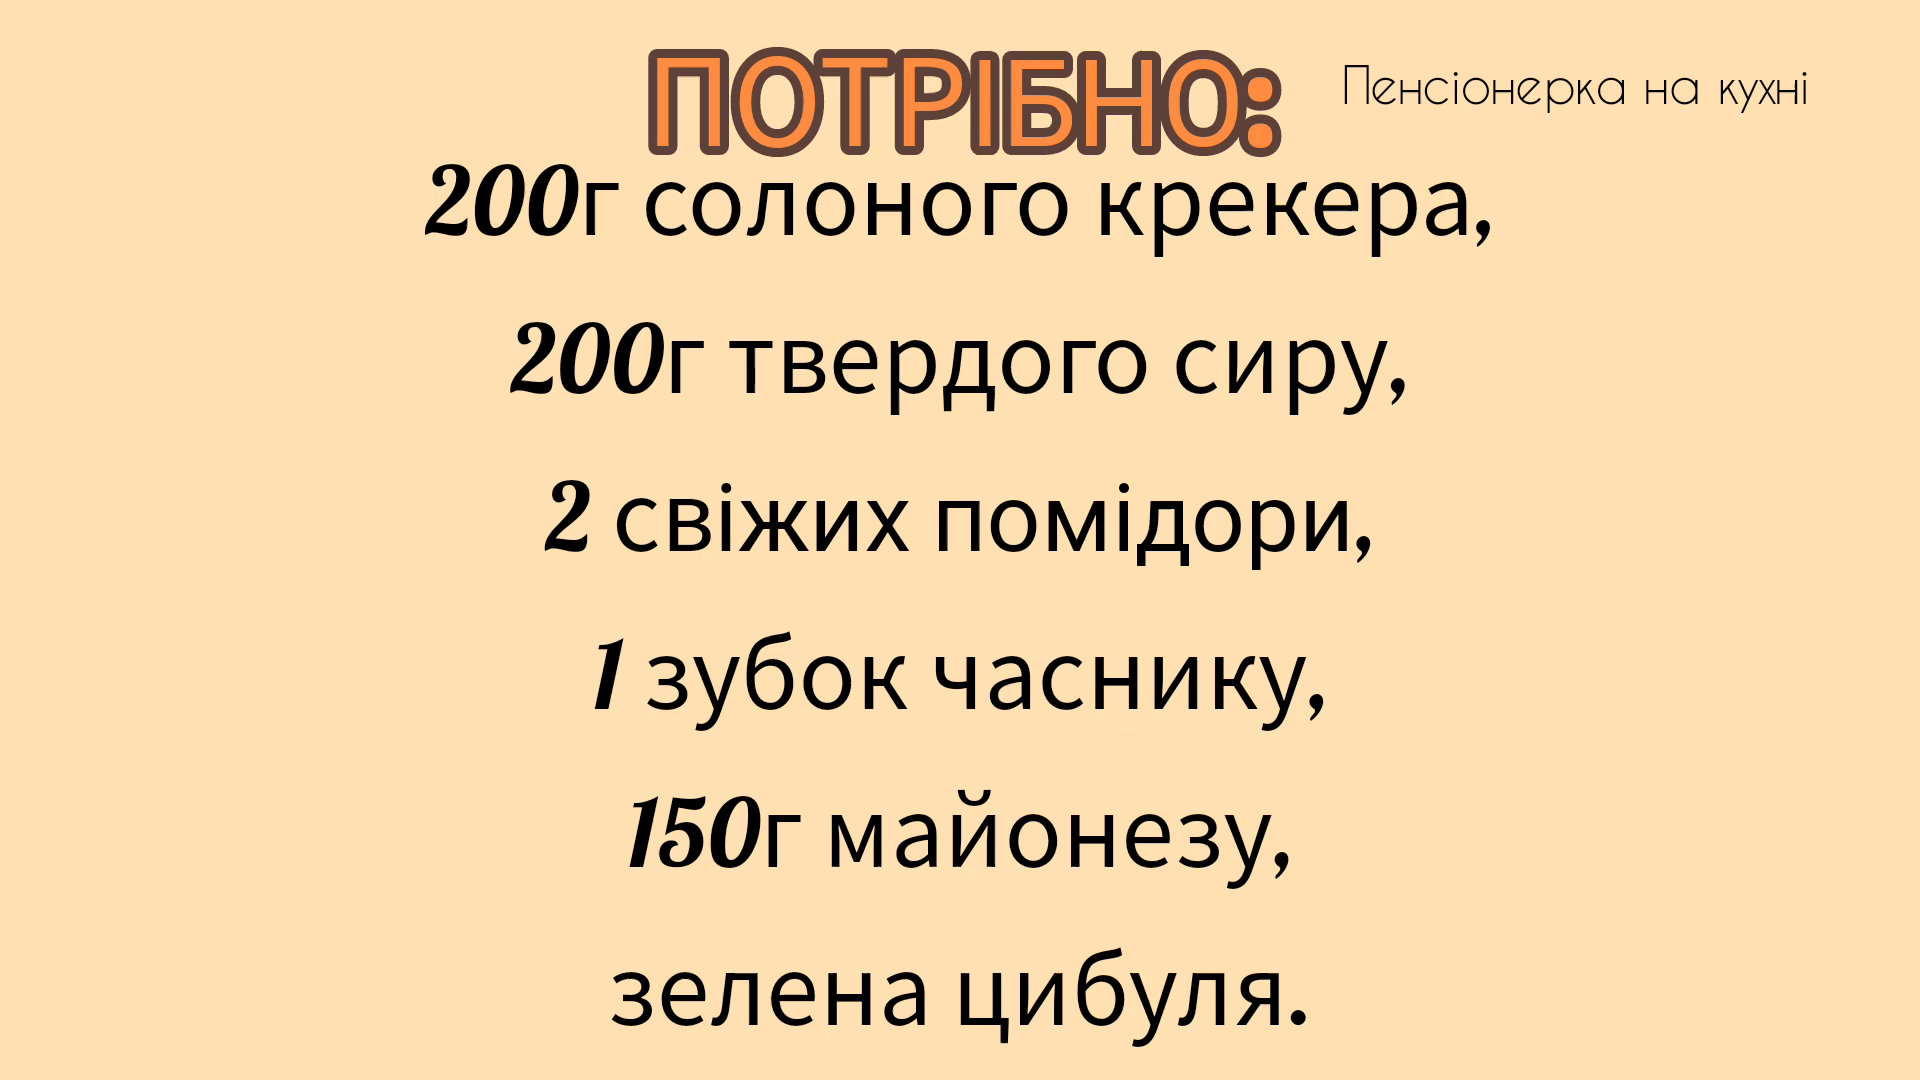 ПОТРІБНО:
Пенсіонерка на кухні
200г солоного крекера,
200г твердого сиру,
2 свіжих помідори,
1 зубок часнику,
150г майонезу,
зелена цибуля.